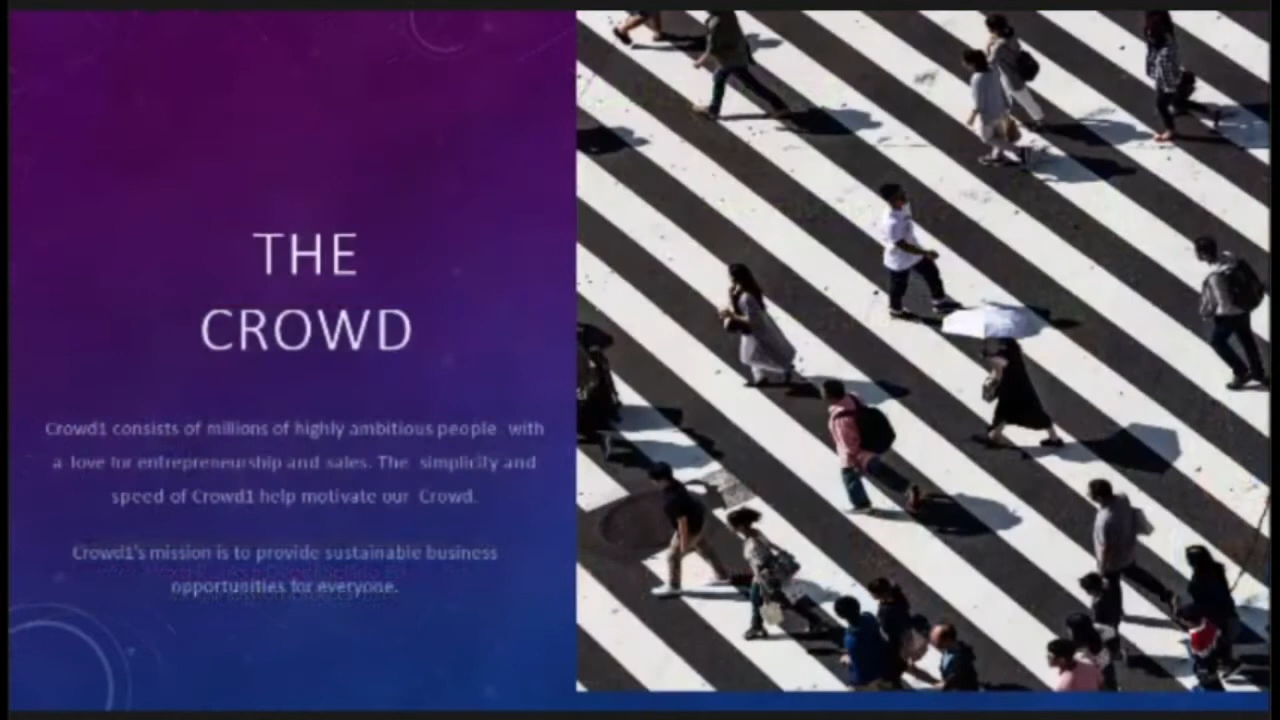 THE
CROWD
Crowd1 consists of millions of highly ambitious people with
a love for entrepreneurship and sales. The simplicity and
speed of Crowd1 help motivate our Crowd.
Crowd1's mission is to provide sustainable business
opportunities for everyone.